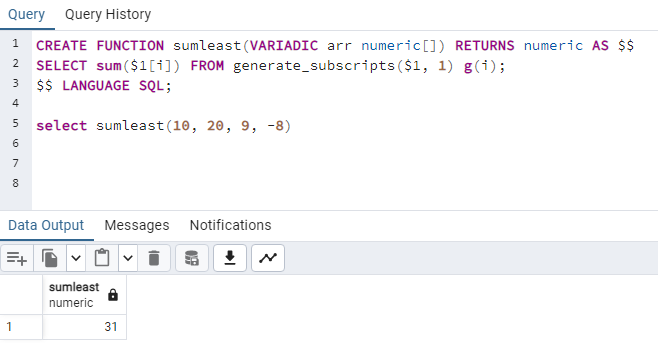 Query Query History
1 CREATE FUNCTION sumleast(VARIADIC arr numeric[]) RETURNS numeric AS $$
2 SELECT sum($1[i]) FROM generate_subscripts($1, 1) g(i);
3 $$ LANGUAGE SQL;
4
5 select sumleast(10, 20, 9, -8)
6
7
8
Data Output Messages Notifications
sumleast
numeric
1 31